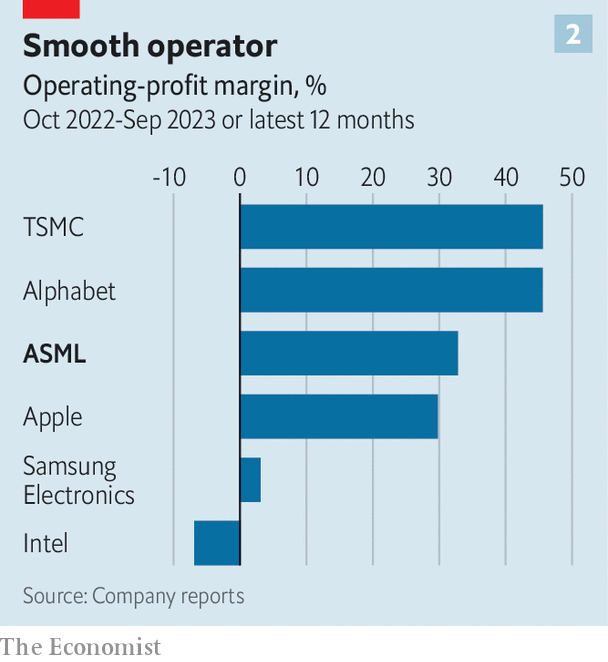 Smooth operator
2
Operating-profit margin, %
Oct 2022-Sep 2023 or latest 12 months
-10 0 10 20 30 40 50
TSMC
Alphabet
ASML
Apple
Samsung
Electronics
Intel
Source: Company reports
The Economist